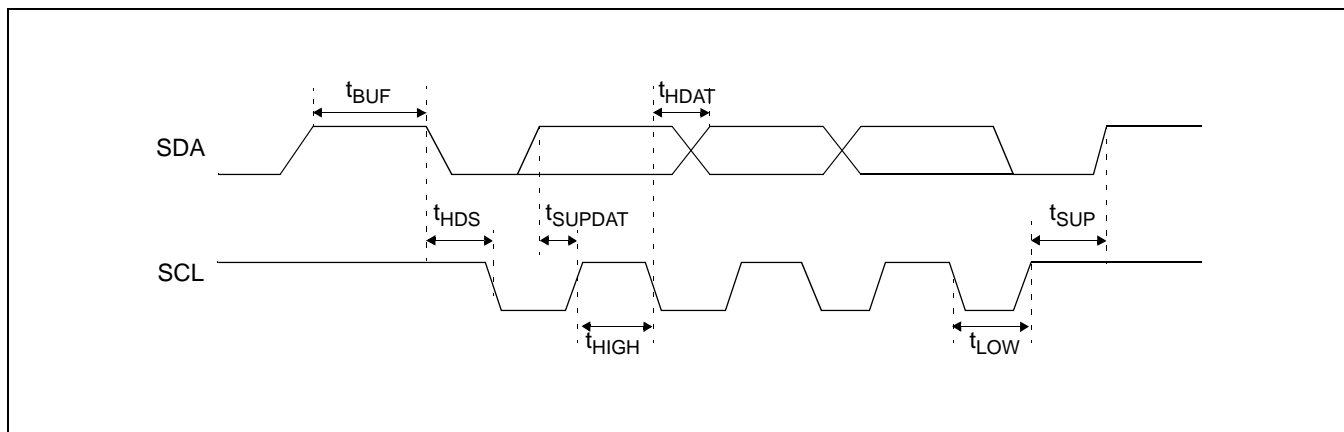 tBUF
tHDAT
SDA
tHDS
tSUPDAT
tSUP
SCL
tHIGH
tLOW